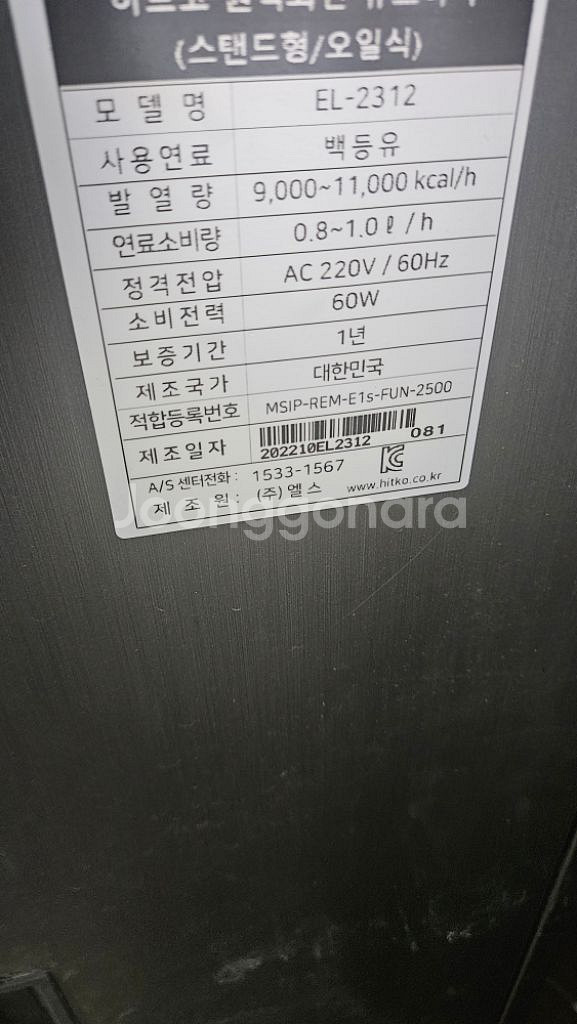 (스탠드형/오일식)
모델명 EL-2312
사용연료 백등유
발열량 9,000~11,000 kcal/h
연료소비량 0.8~1.0ℓ/h
정격전압 AC 220V / 60Hz
소비전력 60W
보증기간 1년
제조국가 대한민국
적합등록번호 MSIP-REM-E1s-FUN-2500
제조일자 202210EL2312 081
A/S 센터전화 : 1533-1567
제 조 원 : (주)엘스 www.hitko.co.kr
Joonggonara